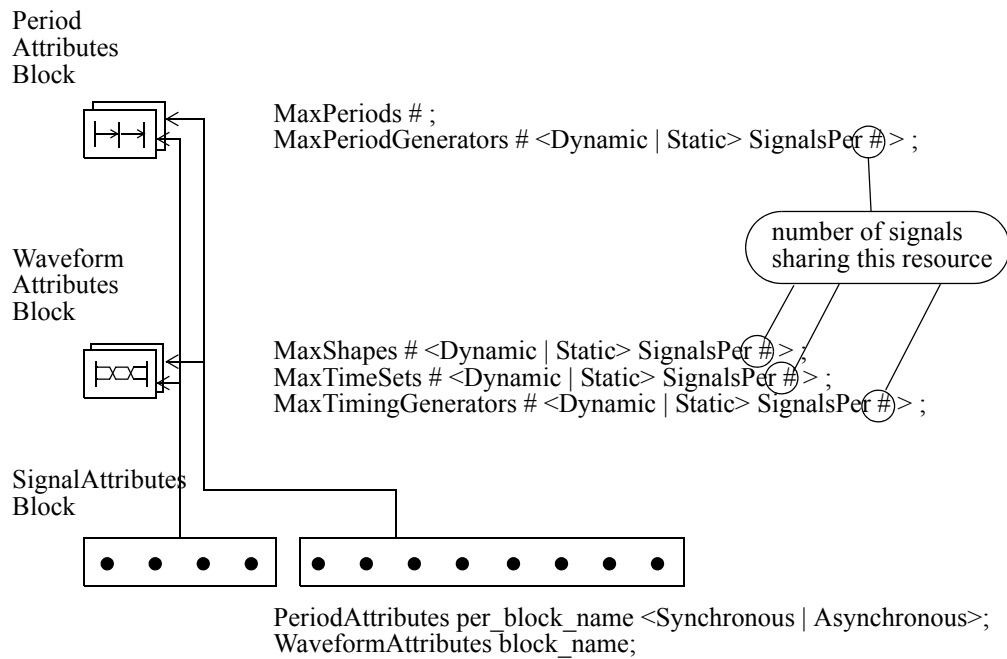 Period
Attributes
Block
MaxPeriods # ;
MaxPeriodGenerators # <Dynamic | Static> SignalsPer # > ;
number of signals
sharing this resource
Waveform
Attributes
Block
MaxShapes # <Dynamic | Static> SignalsPer # > ;
MaxTimeSets # <Dynamic | Static> SignalsPer # > ;
MaxTimingGenerators # <Dynamic | Static> SignalsPer # > ;
SignalAttributes
Block
PeriodAttributes per_block_name <Synchronous | Asynchronous>;
WaveformAttributes block_name;